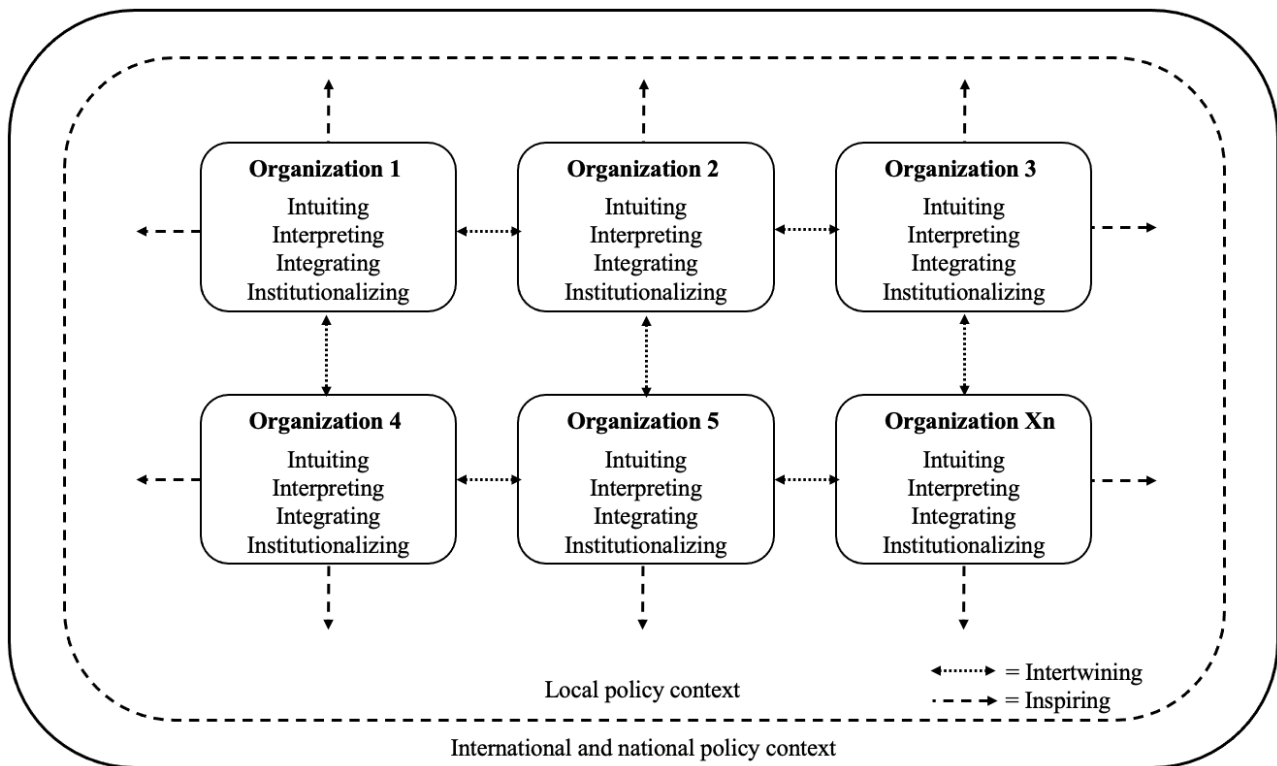 Organization 1
Intuiting
Interpreting
Integrating
Institutionalizing
Organization 2
Intuiting
Interpreting
Integrating
Institutionalizing
Organization 3
Intuiting
Interpreting
Integrating
Institutionalizing
Organization 4
Intuiting
Interpreting
Integrating
Institutionalizing
Organization 5
Intuiting
Interpreting
Integrating
Institutionalizing
Organization Xn
Intuiting
Interpreting
Integrating
Institutionalizing
= Intertwining
= Inspiring
Local policy context
International and national policy context